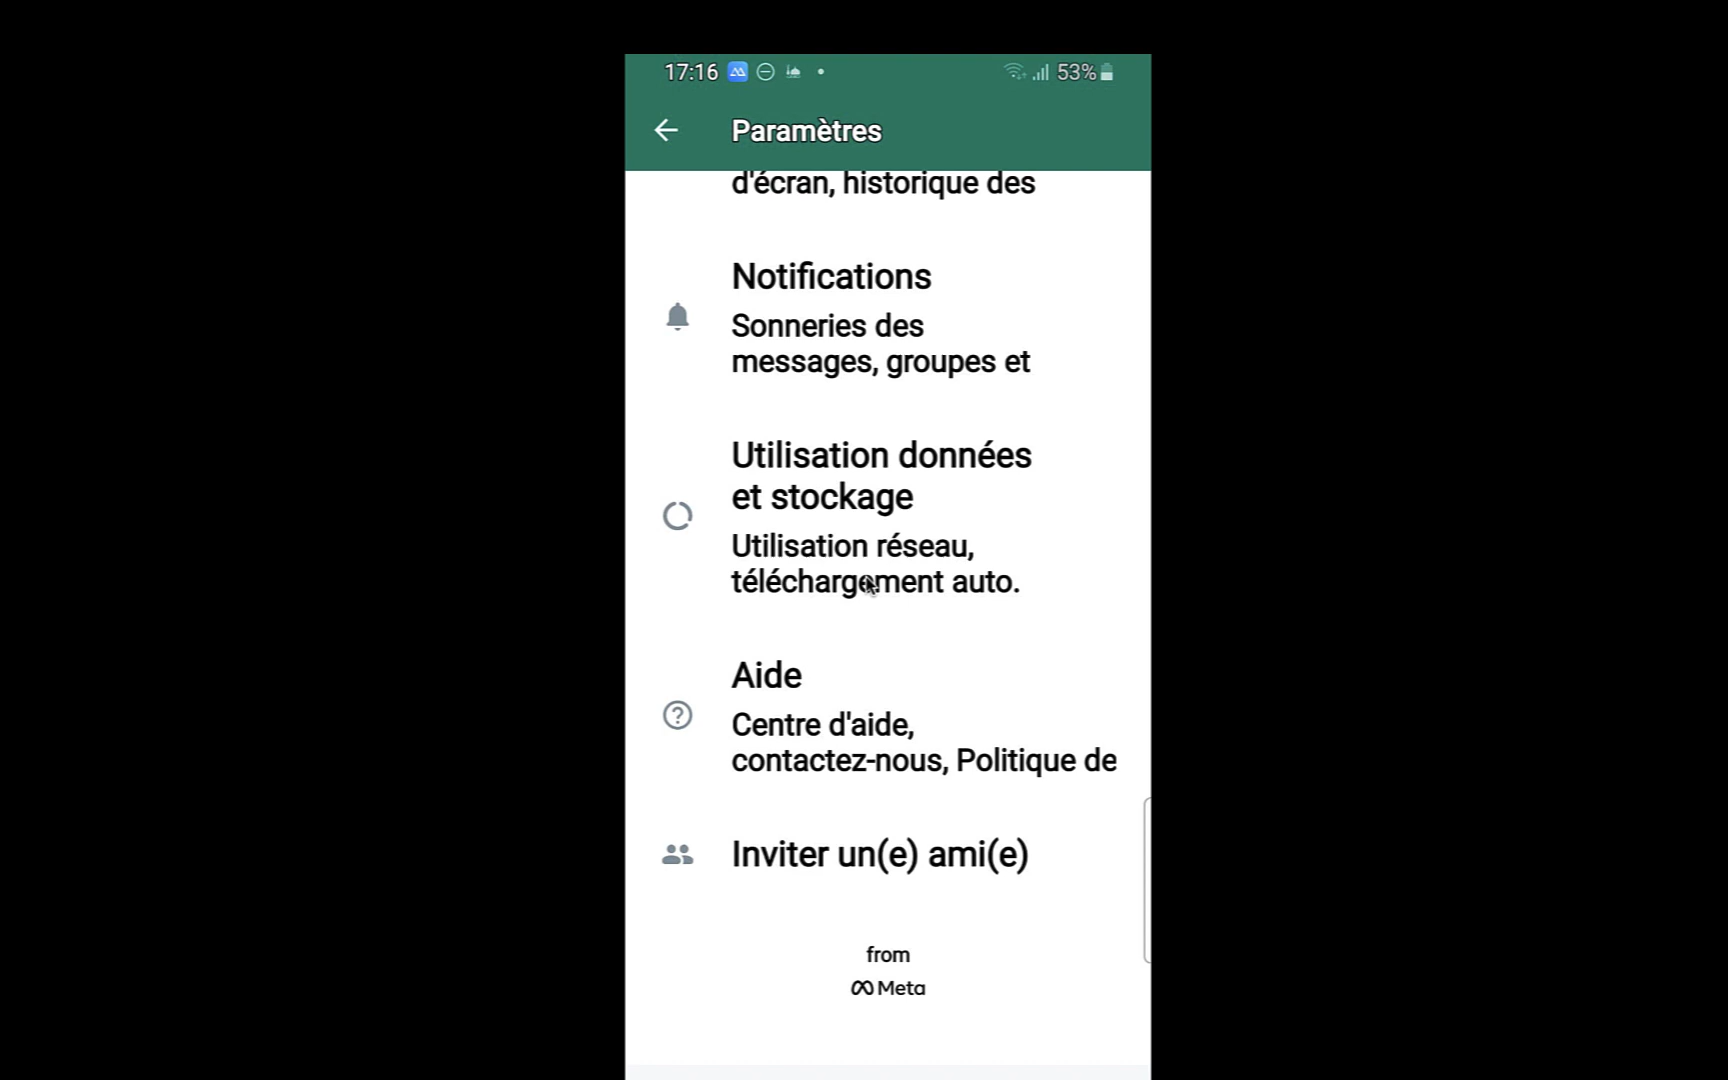 17:16
53%
Paramètres
d'écran, historique des
Notifications
Sonneries des
messages, groupes et
Utilisation données
et stockage
Utilisation réseau,
téléchargement auto.
Aide
Centre d'aide,
contactez-nous, Politique de
Inviter un(e) ami(e)
from
Meta